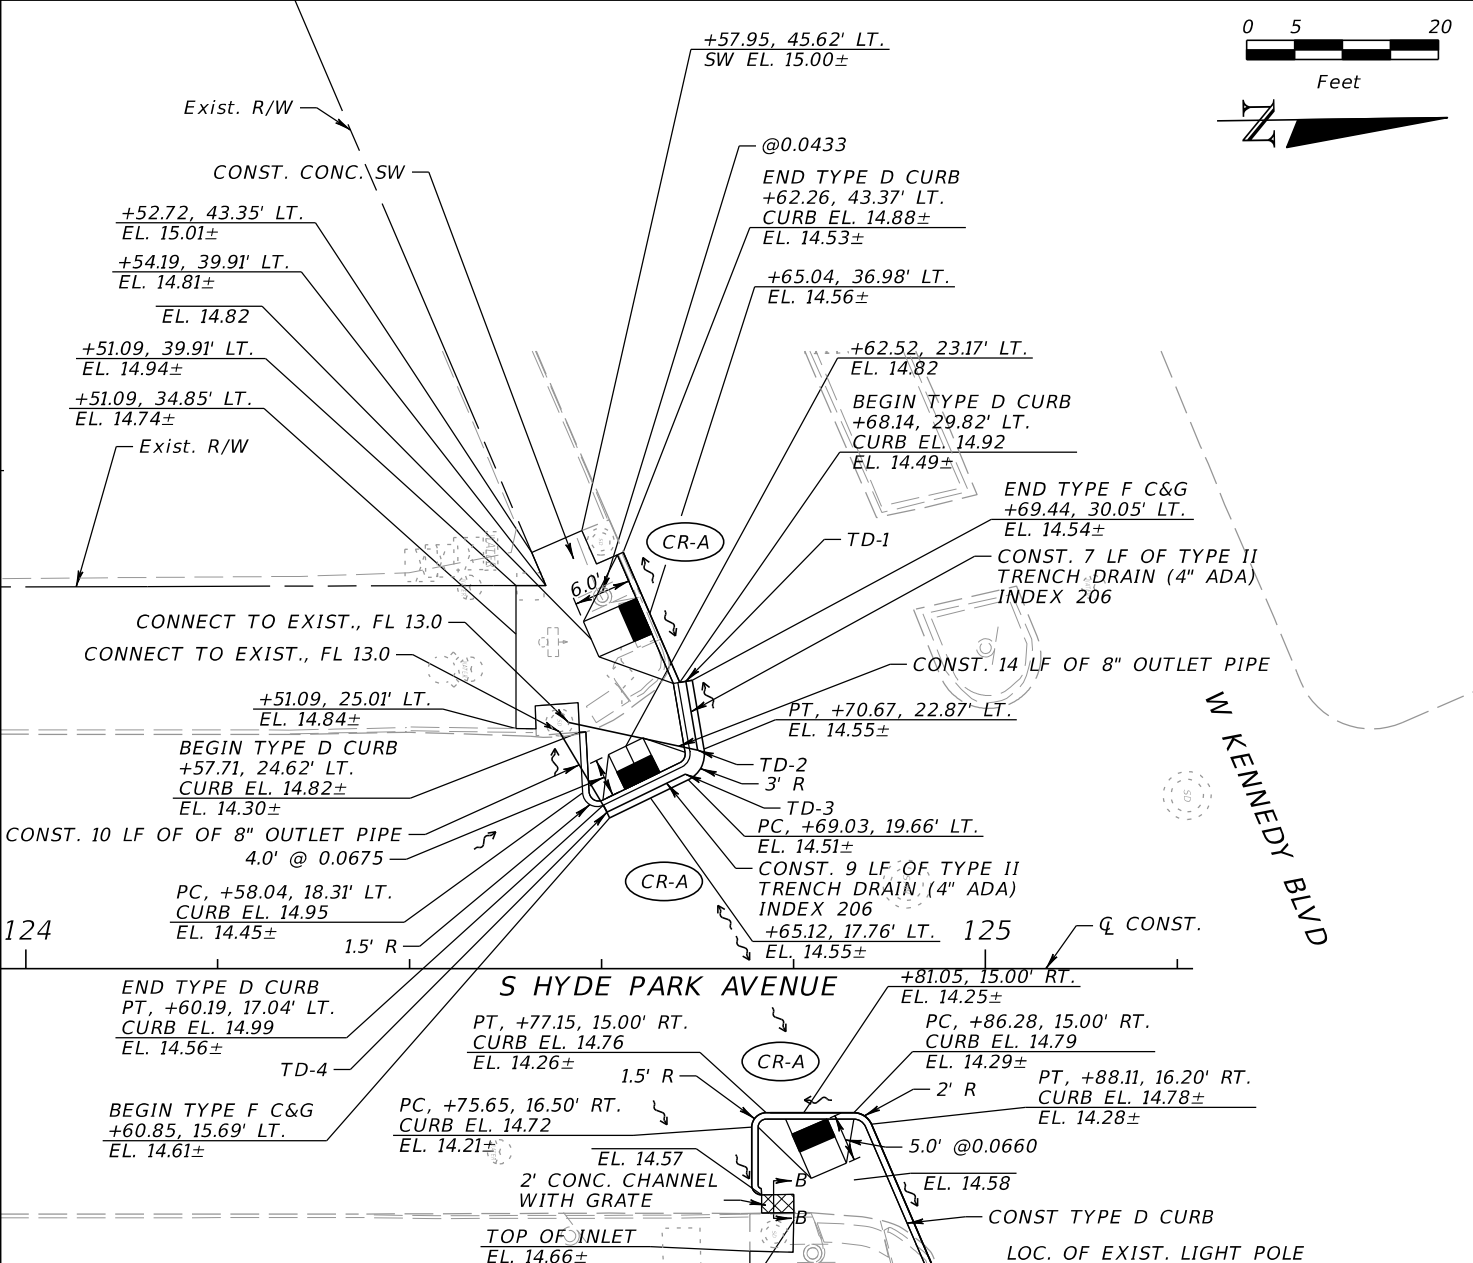 0 5 20
Feet
N
+57.95, 45.62' LT.
SW EL. 15.00±
Exist. R/W
@0.0433
CONST. CONC. SW
END TYPE D CURB
+62.26, 43.37' LT.
CURB EL. 14.88±
EL. 14.53±
+52.72, 43.35' LT.
EL. 15.01±
+54.19, 39.91' LT.
EL. 14.81±
+65.04, 36.98' LT.
EL. 14.56±
EL. 14.82
+51.09, 39.91' LT.
EL. 14.94±
+62.52, 23.17' LT.
EL. 14.82
+51.09, 34.85' LT.
EL. 14.74±
BEGIN TYPE D CURB
+68.14, 29.82' LT.
CURB EL. 14.92
EL. 14.49±
Exist. R/W
END TYPE F C&G
+69.44, 30.05' LT.
EL. 14.54±
CR-A
TD-1
CONST. 7 LF OF TYPE II
TRENCH DRAIN (4" ADA)
INDEX 206
6.0'
CONNECT TO EXIST., FL 13.0
CONNECT TO EXIST., FL 13.0
CONST. 14 LF OF 8" OUTLET PIPE
+51.09, 25.01' LT.
EL. 14.84±
PT, +70.67, 22.87' LT.
EL. 14.55±
W KENNEDY BLVD
BEGIN TYPE D CURB
+57.71, 24.62' LT.
CURB EL. 14.82±
EL. 14.30±
TD-2
3' R
TD-3
CONST. 10 LF OF OF 8" OUTLET PIPE
PC, +69.03, 19.66' LT.
EL. 14.51±
4.0' @ 0.0675
CR-A
CONST. 9 LF OF TYPE II
TRENCH DRAIN (4" ADA)
INDEX 206
PC, +58.04, 18.31' LT.
CURB EL. 14.95
EL. 14.45±
+65.12, 17.76' LT.
EL. 14.55±
1.5' R
124
125
℄ CONST.
S HYDE PARK AVENUE
+81.05, 15.00' RT.
EL. 14.25±
END TYPE D CURB
PT, +60.19, 17.04' LT.
CURB EL. 14.99
EL. 14.56±
PT, +77.15, 15.00' RT.
CURB EL. 14.76
EL. 14.26±
PC, +86.28, 15.00' RT.
CURB EL. 14.79
EL. 14.29±
CR-A
TD-4
1.5' R
2' R
PT, +88.11, 16.20' RT.
CURB EL. 14.78±
EL. 14.28±
BEGIN TYPE F C&G
+60.85, 15.69' LT.
EL. 14.61±
PC, +75.65, 16.50' RT.
CURB EL. 14.72
EL. 14.21±
5.0' @0.0660
EL. 14.57
2' CONC. CHANNEL
WITH GRATE
B
B
EL. 14.58
CONST TYPE D CURB
TOP OF INLET
EL. 14.66±
LOC. OF EXIST. LIGHT POLE